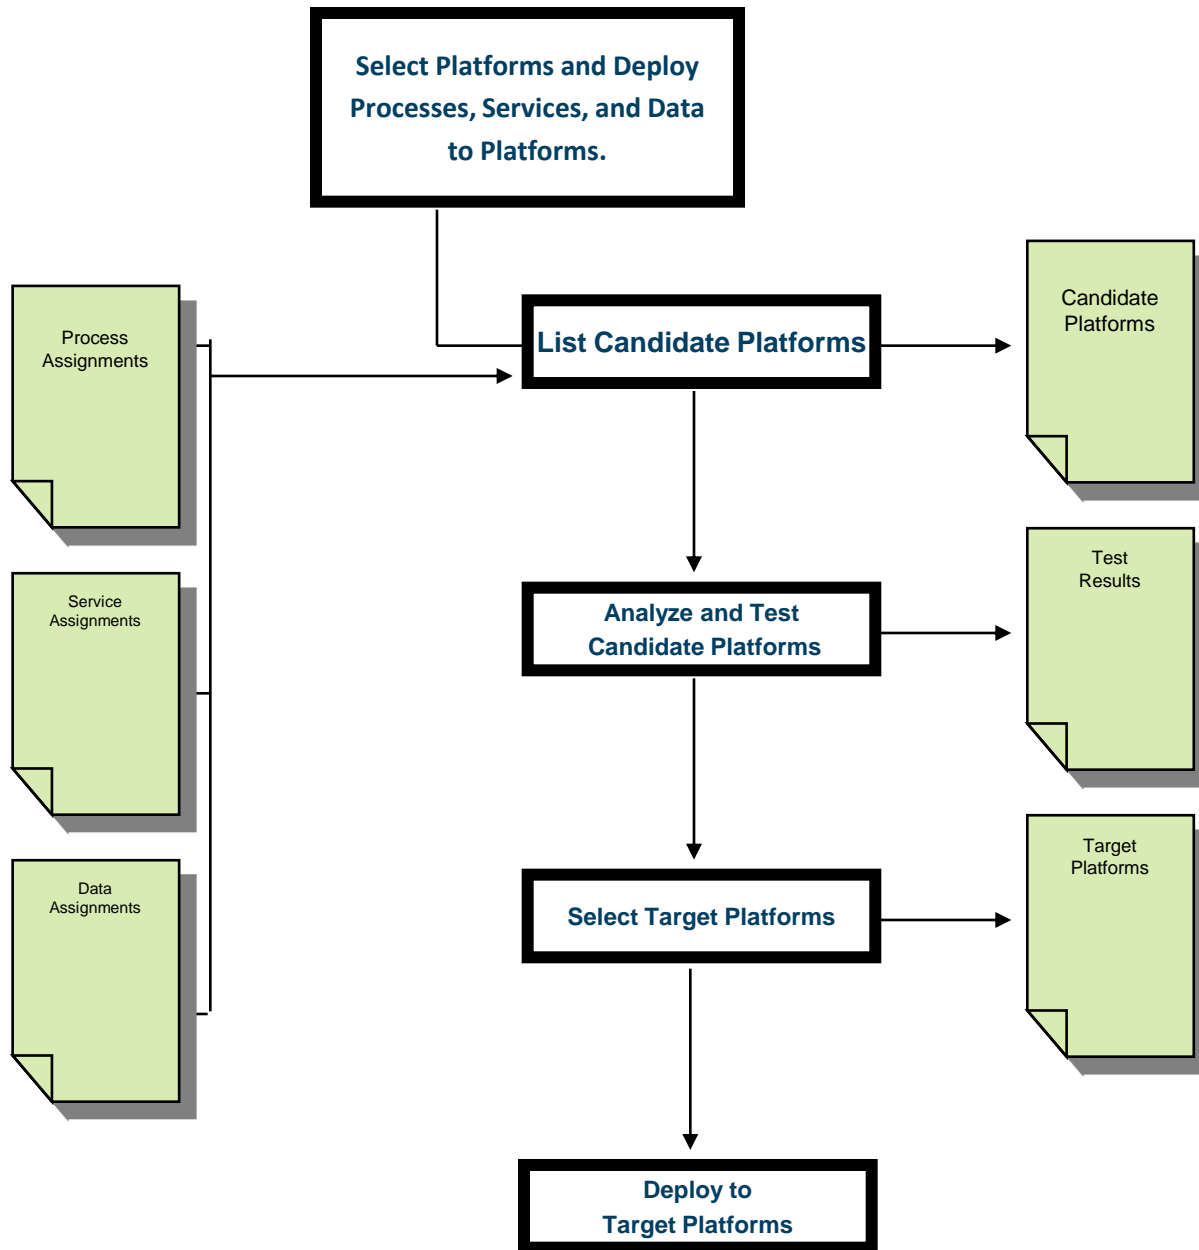 Select Platforms and Deploy
Processes, Services, and Data
to Platforms.
Process
Assignments
List Candidate Platforms
Candidate
Platforms
Service
Assignments
Analyze and Test
Candidate Platforms
Test
Results
Data
Assignments
Select Target Platforms
Target
Platforms
Deploy to
Target Platforms